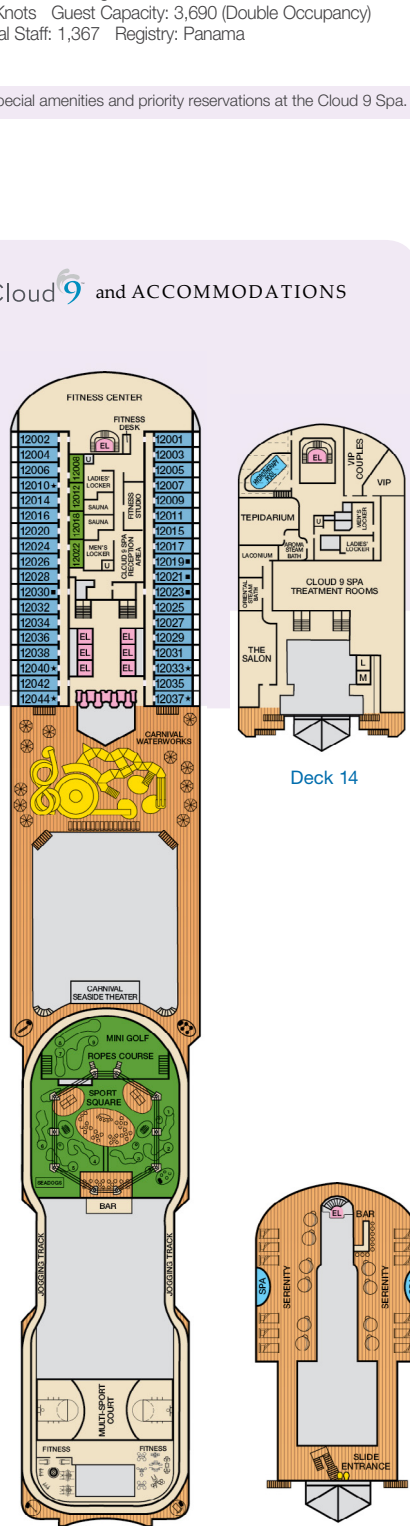 Knots Guest Capacity: 3,690 (Double Occupancy)
al Staff: 1,367 Registry: Panama
pecial amenities and priority reservations at the Cloud 9 Spa.
Cloud 9 and ACCOMMODATIONS
FITNESS CENTER
FITNESS
DESK
EL
U
LADIES'
LOCKER
SAUNA
SAUNA
MEN'S
LOCKER
U
FITNESS
STUDIO
CLOUD 9 SPA
RECEPTION
AREA
12002
12004
12006
12010★
12014
12016
12020
12024
12026
12028
12030■
12032
12034
12036
12038
12040★
12042
12044★
12008
12012
12018
12022
12001
12003
12005
12007
12009
12011
12015
12017
12019■
12021■
12023■
12025
12027
12029
12031
12033★
12035
12037★
EL EL
EL EL
EL EL
CARNIVAL
WATERWORKS
CARNIVAL
SEASIDE THEATER
MINI GOLF
ROPES COURSE
SPORT
SQUARE
SEADOGS
BAR
JOGGING TRACK
JOGGING TRACK
MULTI-SPORT
COURT
FITNESS FITNESS
EL
VIP
COUPLES
VIP
TEPIDARIUM
U
MEN'S
LOCKER
LADIES'
LOCKER
LACONIUM
AROMA
STEAM
BATH
ORIENTAL
STEAM
BATH
CLOUD 9 SPA
TREATMENT ROOMS
THE
SALON
L
M
Deck 14
EL
BAR
SPA
SERENITY
SERENITY
SLIDE
ENTRANCE